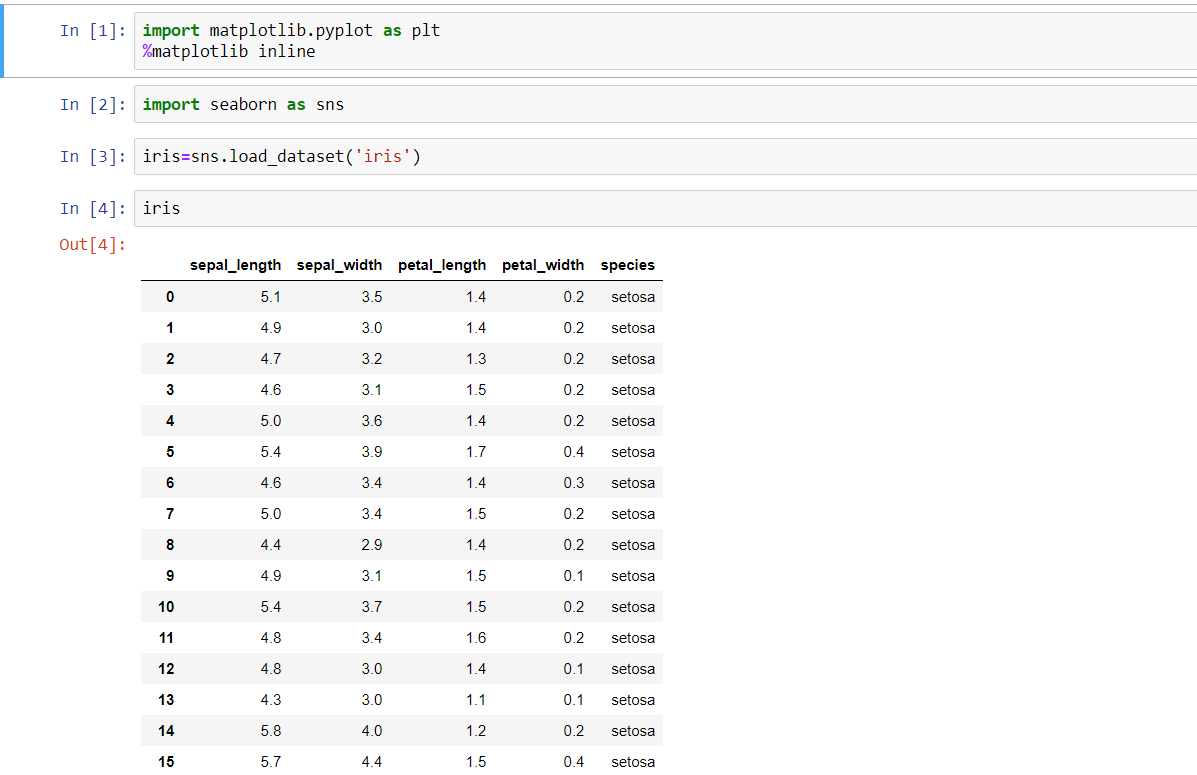 In [1]: import matplotlib.pyplot as plt
%matplotlib inline
In [2]: import seaborn as sns
In [3]: iris=sns.load_dataset('iris')
In [4]: iris
Out[4]:
sepal_length sepal_width petal_length petal_width species
0 5.1 3.5 1.4 0.2 setosa
1 4.9 3.0 1.4 0.2 setosa
2 4.7 3.2 1.3 0.2 setosa
3 4.6 3.1 1.5 0.2 setosa
4 5.0 3.6 1.4 0.2 setosa
5 5.4 3.9 1.7 0.4 setosa
6 4.6 3.4 1.4 0.3 setosa
7 5.0 3.4 1.5 0.2 setosa
8 4.4 2.9 1.4 0.2 setosa
9 4.9 3.1 1.5 0.1 setosa
10 5.4 3.7 1.5 0.2 setosa
11 4.8 3.4 1.6 0.2 setosa
12 4.8 3.0 1.4 0.1 setosa
13 4.3 3.0 1.1 0.1 setosa
14 5.8 4.0 1.2 0.2 setosa
15 5.7 4.4 1.5 0.4 setosa